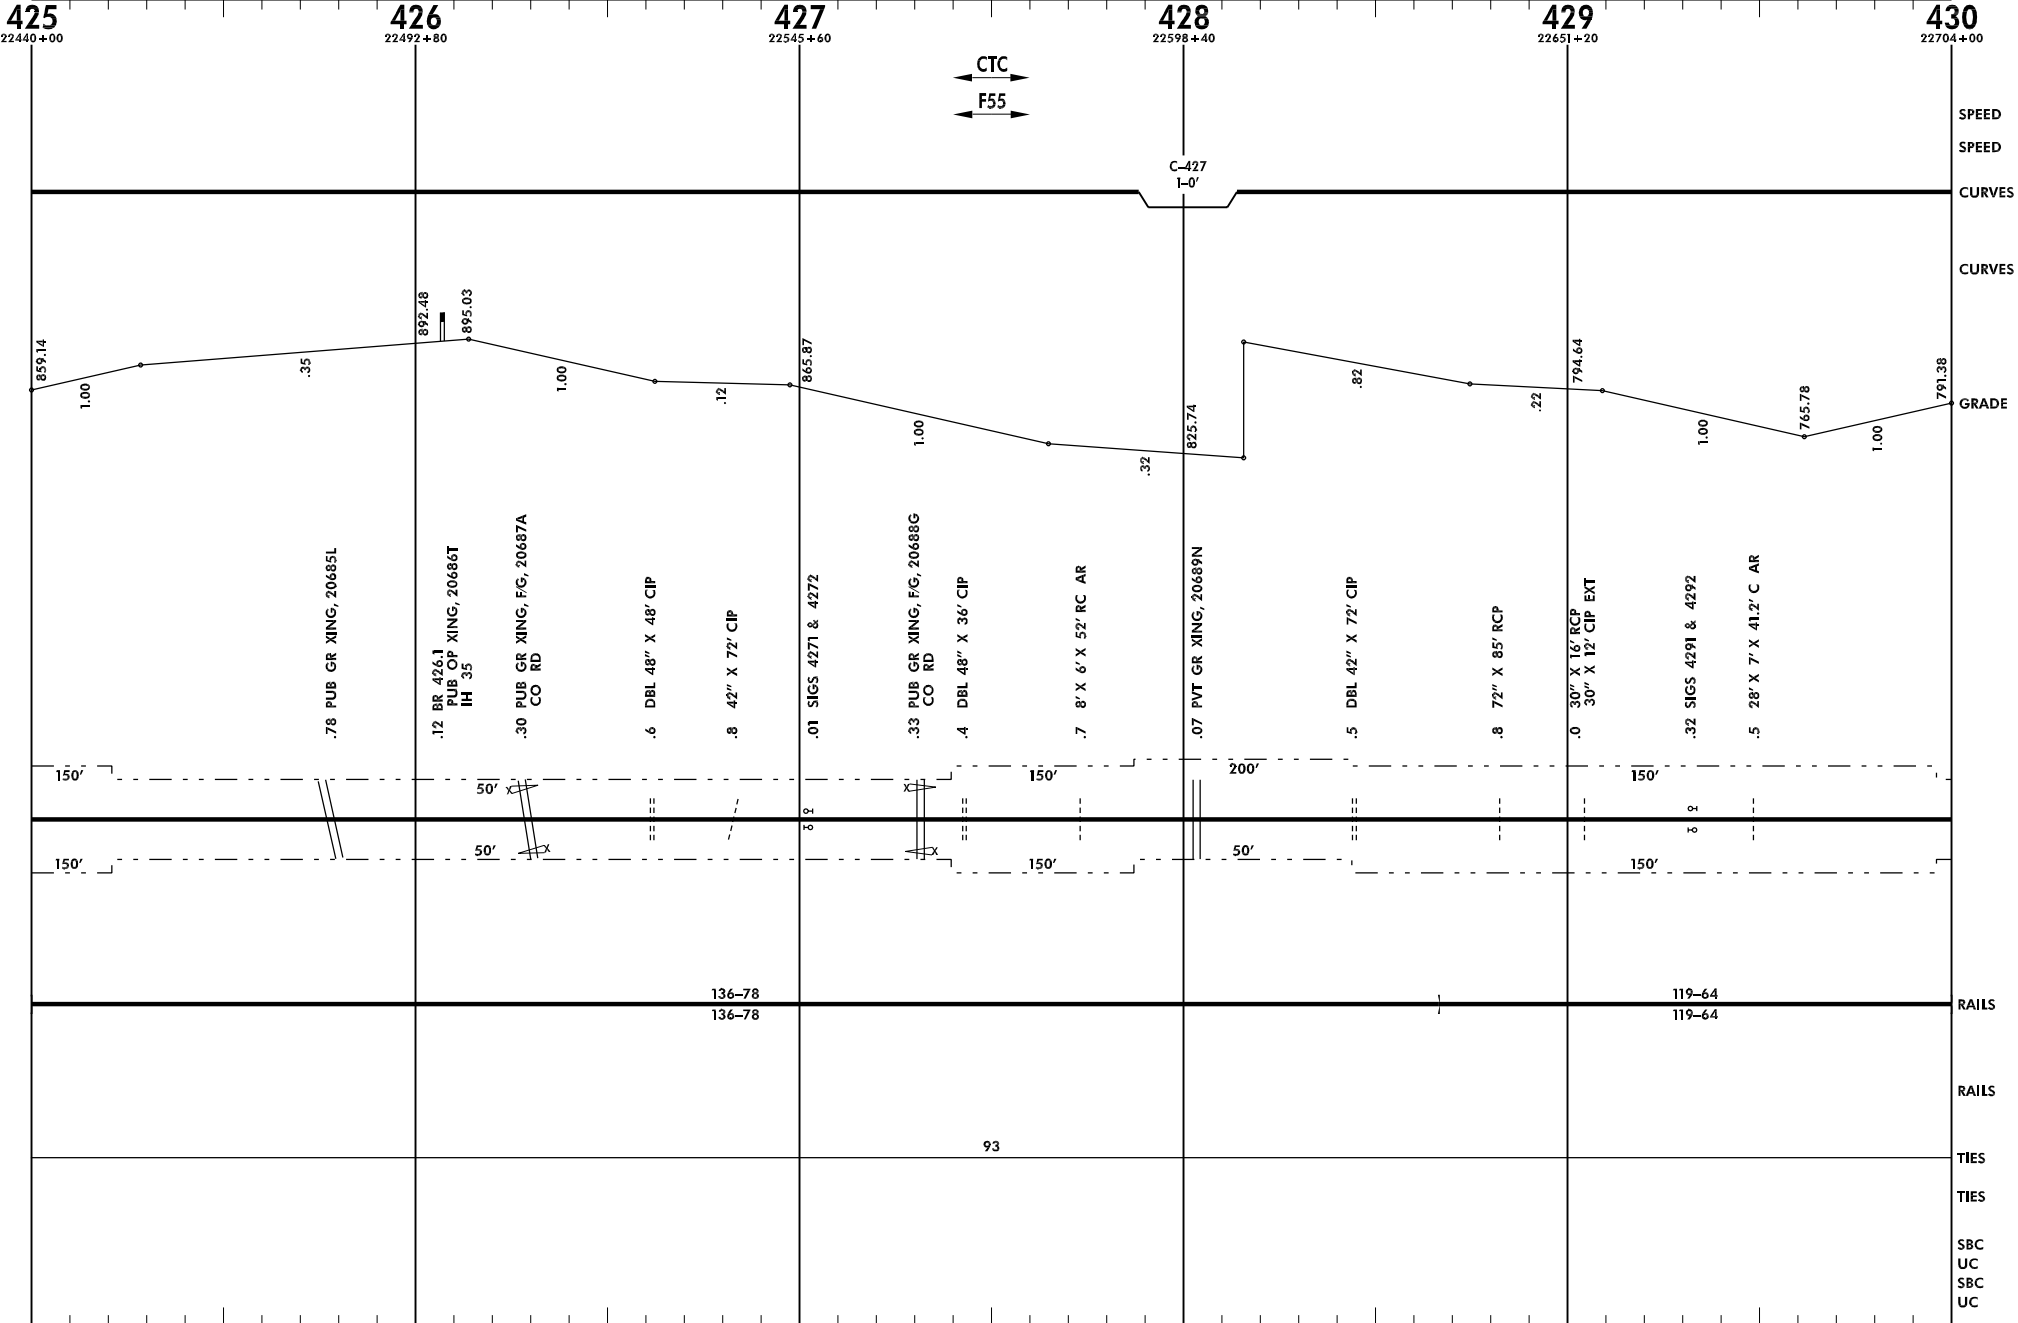 425 426 427 428 429 430
22440+00 22492+80 22545+60 22598+40 22651+20 22704+00
CTC
F55
SPEED
SPEED
C-427
1-0'
CURVES
CURVES
859.14
1.00
.35
892.48
895.03
1.00
.12
865.87
1.00
.32
825.74
.82
.22
794.64
1.00
765.78
1.00
791.38
GRADE
.78 PUB GR XING, 20685L
.12 BR 426.1
PUB OP XING, 20686T
IH 35
.30 PUB GR XING, F/G, 20687A
CO RD
.6 DBL 48" X 48' CIP
.8 42" X 72' CIP
.01 SIGS 4271 & 4272
.33 PUB GR XING, F/G, 20688G
CO RD
.4 DBL 48" X 36' CIP
.7 8' X 6' X 52' RC AR
.07 PVT GR XING, 20689N
.5 DBL 42" X 72' CIP
.8 72" X 85' RCP
.0 30" X 16' RCP
30" X 12' CIP EXT
.32 SIGS 4291 & 4292
.5 28' X 7' X 41.2' C AR
150' 50' X X 150' 200' 150'
150' 50' X X 150' 50' 150'
136-78 119-64
RAILS
136-78 119-64
RAILS
93
TIES
TIES
SBC
UC
SBC
UC